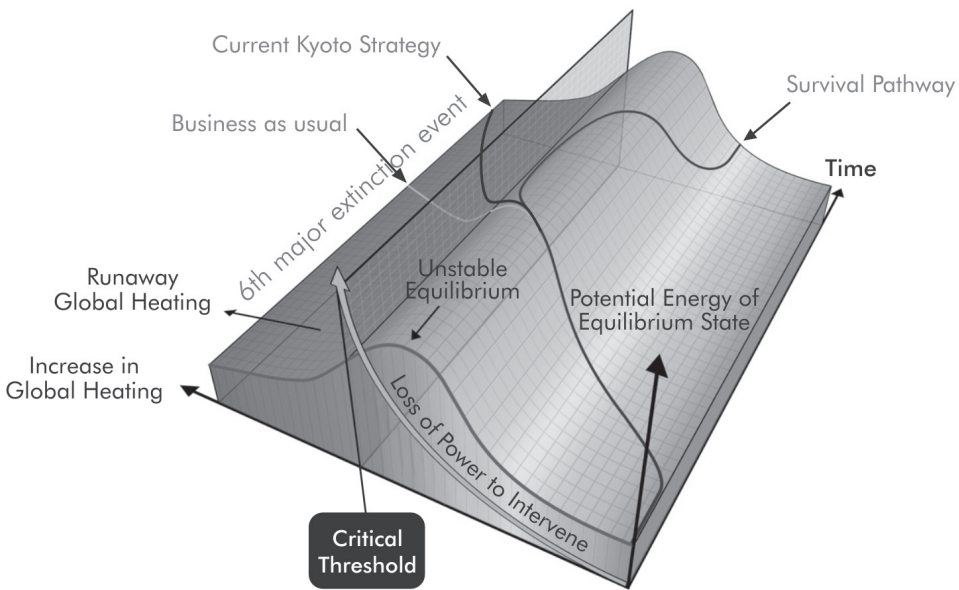 Current Kyoto Strategy
Survival Pathway
Business as usual
Time
6th major extinction event
Runaway
Global Heating
Unstable
Equilibrium
Potential Energy of
Equilibrium State
Increase in
Global Heating
Loss of Power to Intervene
Critical
Threshold